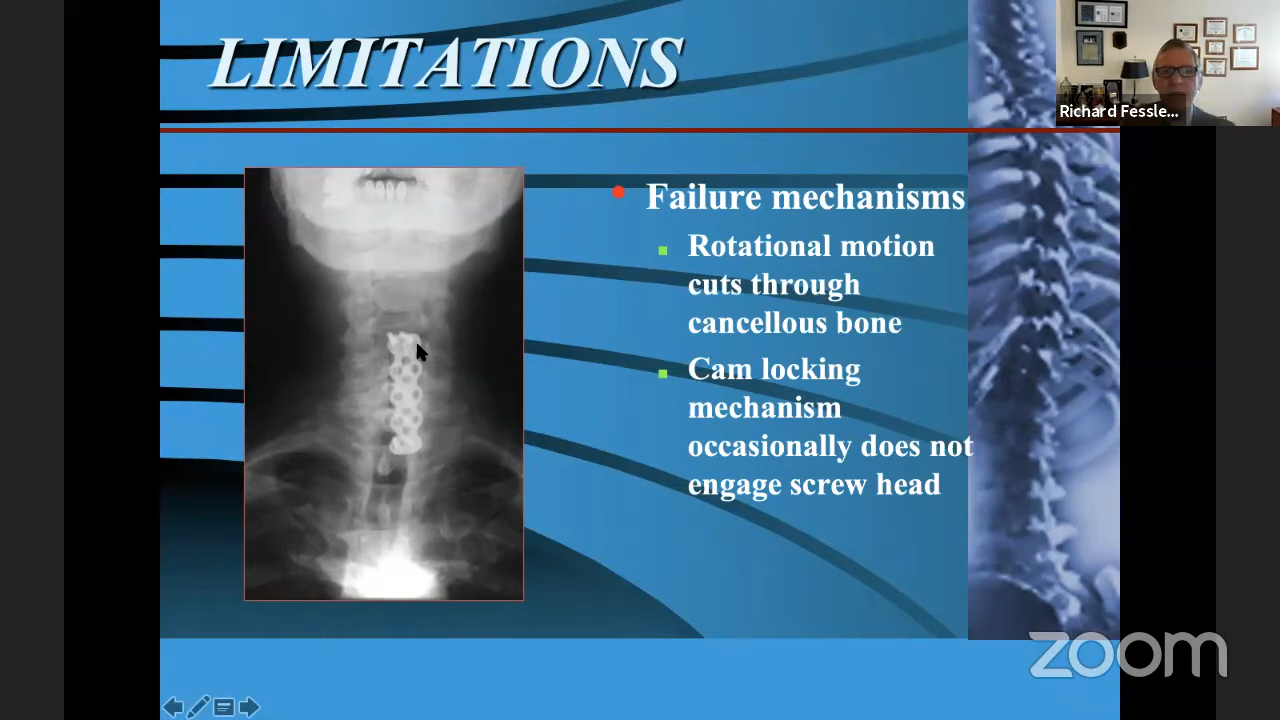 LIMITATIONS
Richard Fessle...
Failure mechanisms
Rotational motion
cuts through
cancellous bone
Cam locking
mechanism
occasionally does not
engage screw head
zoom